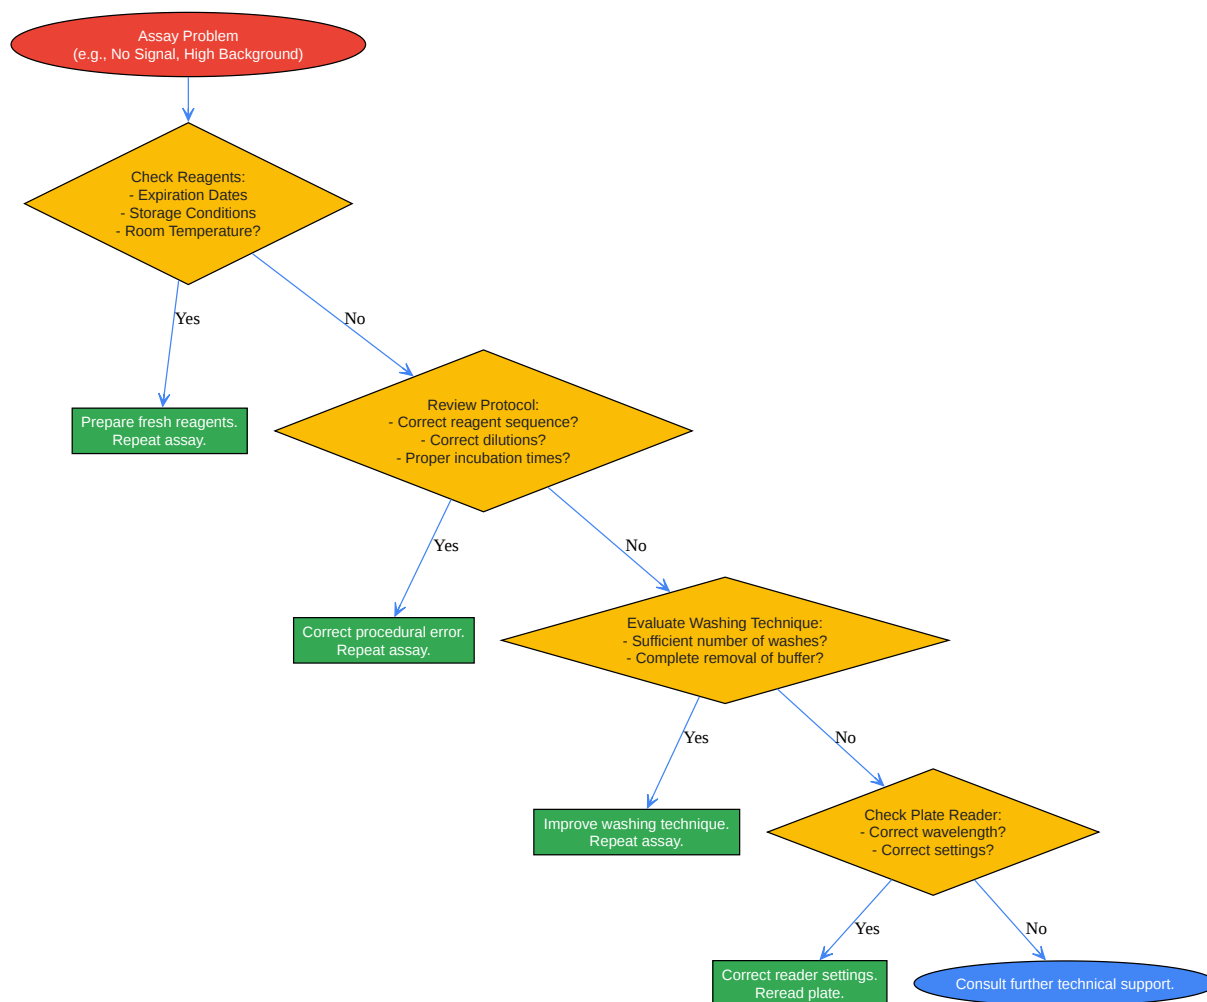 Assay Problem
(e.g., No Signal, High Background)
Check Reagents:
- Expiration Dates
- Storage Conditions
- Room Temperature?
Yes
No
Prepare fresh reagents.
Repeat assay.
Review Protocol:
- Correct reagent sequence?
- Correct dilutions?
- Proper incubation times?
Yes
No
Correct procedural error.
Repeat assay.
Evaluate Washing Technique:
- Sufficient number of washes?
- Complete removal of buffer?
Yes
No
Improve washing technique.
Repeat assay.
Check Plate Reader:
- Correct wavelength?
- Correct settings?
Yes
No
Correct reader settings.
Reread plate.
Consult further technical support.